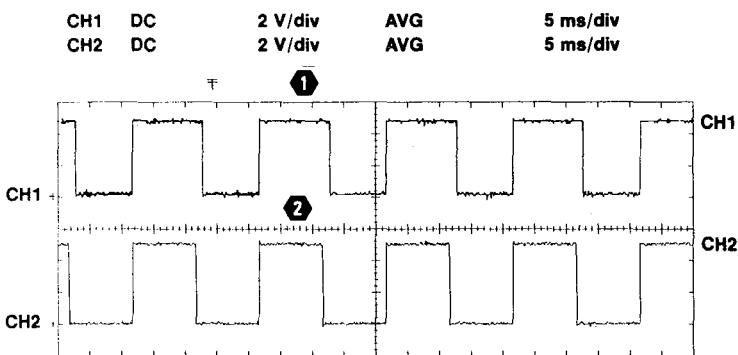 CH1 DC 2 V/div AVG 5 ms/div
CH2 DC 2 V/div AVG 5 ms/div
1
CH1
CH1
2
CH2
CH2